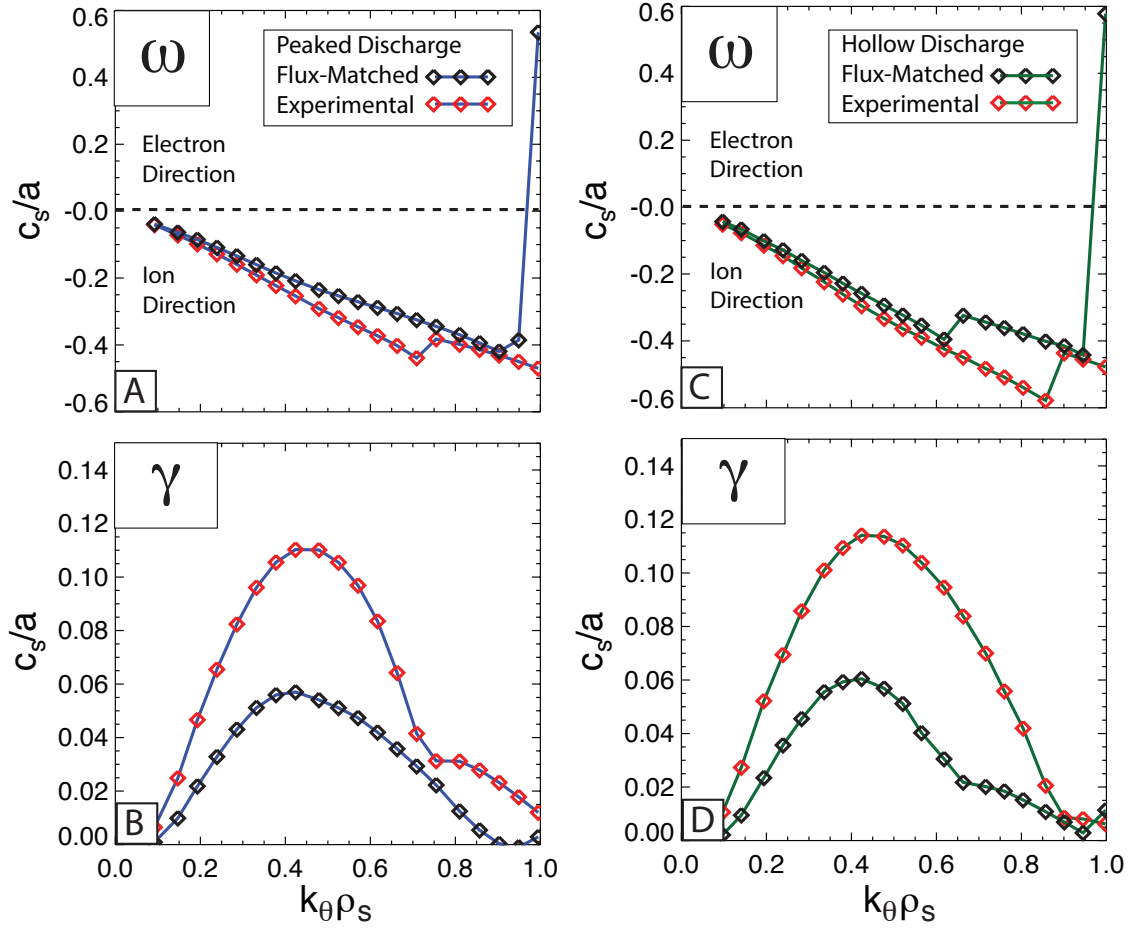 0.6
0.4
0.2
-0.0
-0.2
-0.4
-0.6
c_s/a
ω
Peaked Discharge
Flux-Matched
Experimental
Electron
Direction
Ion
Direction
A
0.6
0.4
0.2
-0.0
-0.2
-0.4
-0.6
c_s/a
ω
Hollow Discharge
Flux-Matched
Experimental
Electron
Direction
Ion
Direction
C
0.14
0.12
0.10
0.08
0.06
0.04
0.02
0.00
c_s/a
γ
B
0.0 0.2 0.4 0.6 0.8 1.0
k_θρ_s
0.14
0.12
0.10
0.08
0.06
0.04
0.02
0.00
c_s/a
γ
D
0.0 0.2 0.4 0.6 0.8 1.0
k_θρ_s